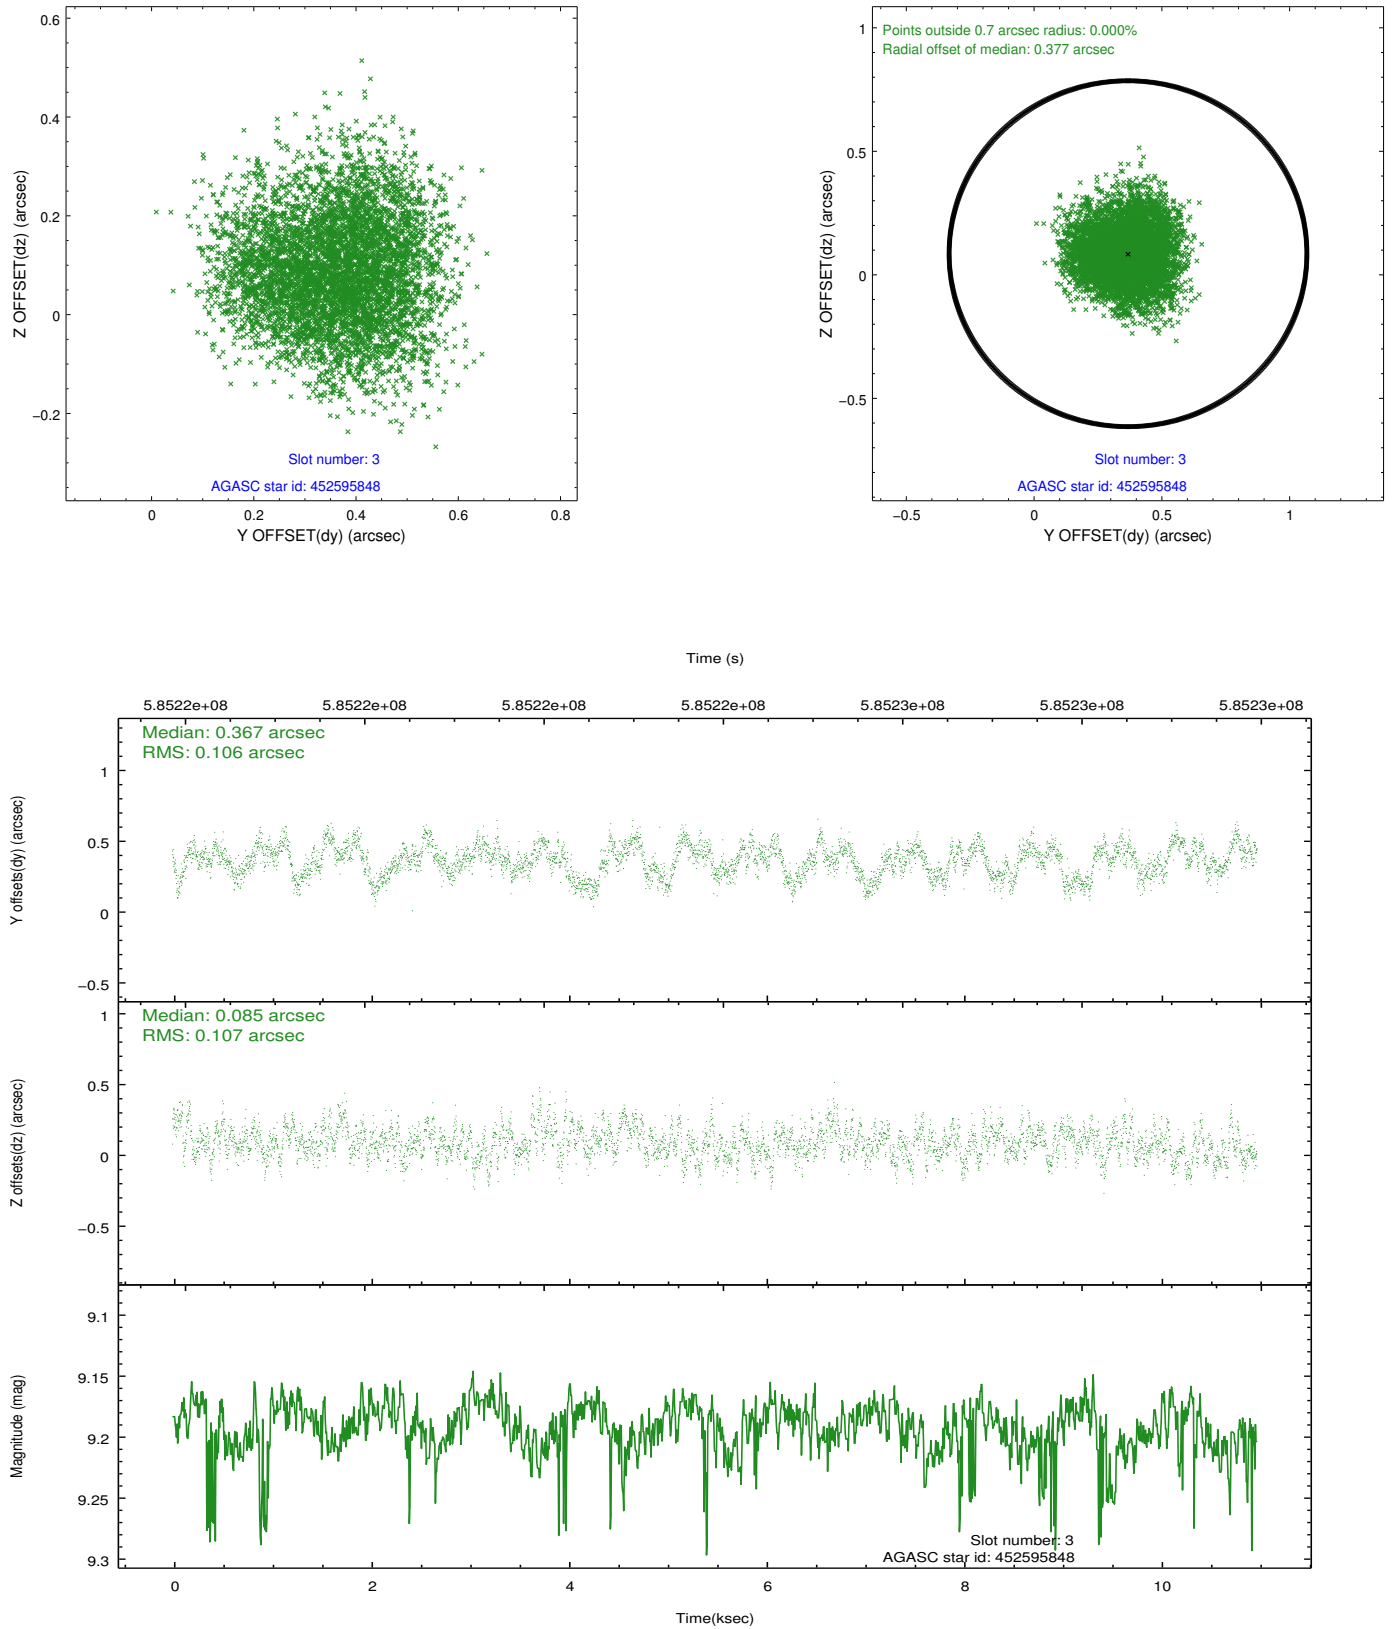 0.6
0.4
0.2
0
−0.2
Z OFFSET(dz) (arcsec)
Slot number: 3
AGASC star id: 452595848
0 0.2 0.4 0.6 0.8
Y OFFSET(dy) (arcsec)
Points outside 0.7 arcsec radius: 0.000%
Radial offset of median: 0.377 arcsec
1
0.5
0
−0.5
Z OFFSET(dz) (arcsec)
Slot number: 3
AGASC star id: 452595848
−0.5 0 0.5 1
Y OFFSET(dy) (arcsec)
Time (s)
5.8522e+08 5.8522e+08 5.8522e+08 5.8522e+08 5.8523e+08 5.8523e+08 5.8523e+08
Median: 0.367 arcsec
RMS: 0.106 arcsec
1
0.5
0
−0.5
Y offsets(dy) (arcsec)
Median: 0.085 arcsec
RMS: 0.107 arcsec
1
0.5
0
−0.5
Z offsets(dz) (arcsec)
9.1
9.15
9.2
9.25
9.3
Magnitude (mag)
Slot number: 3
AGASC star id: 452595848
0 2 4 6 8 10
Time(ksec)